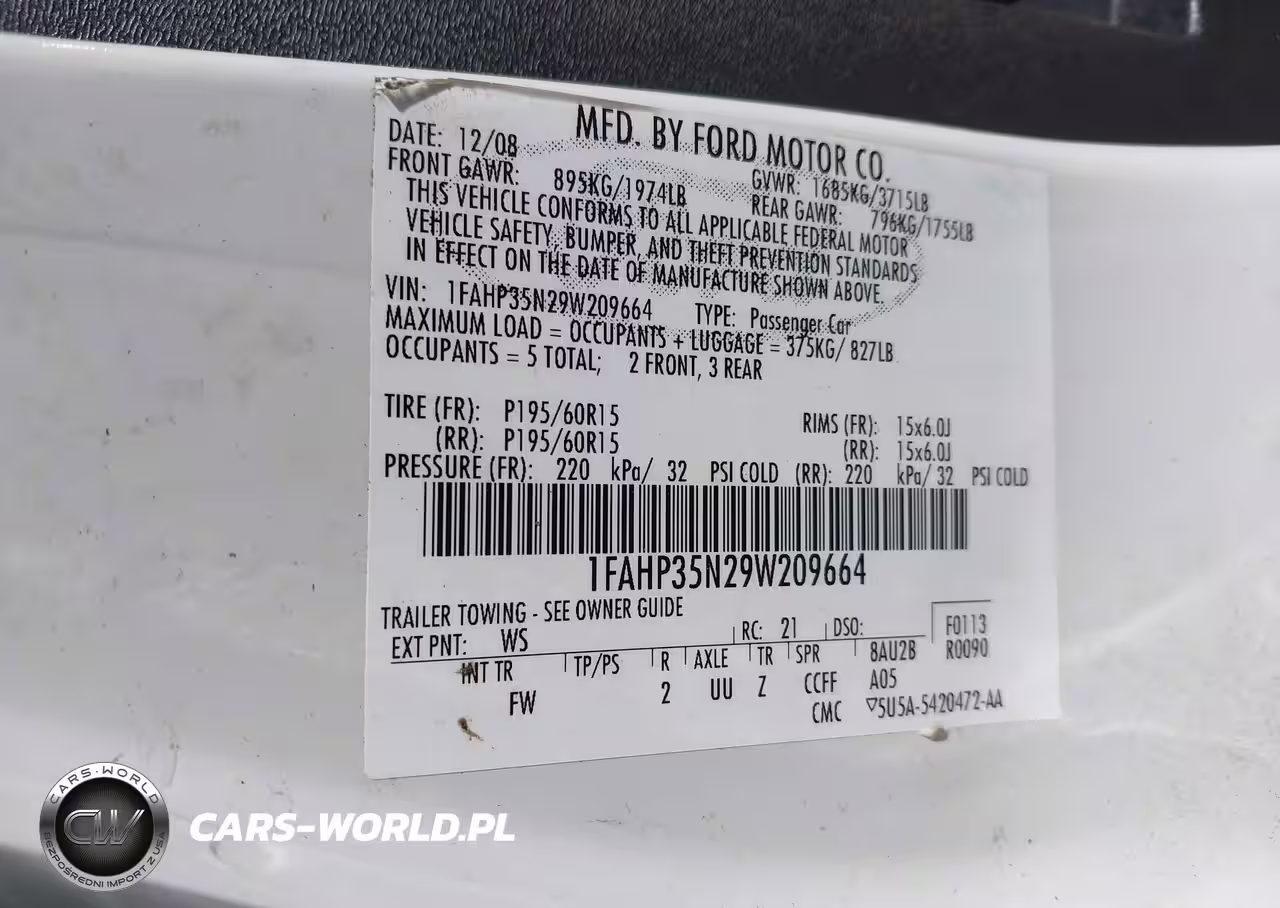 MFD. BY FORD MOTOR CO.
DATE: 12/08
GVWR: 1685KG/3715LB
FRONT GAWR: 895KG/1974LB
REAR GAWR: 796KG/1755LB
THIS VEHICLE CONFORMS TO ALL APPLICABLE FEDERAL MOTOR
VEHICLE SAFETY, BUMPER, AND THEFT PREVENTION STANDARDS
IN EFFECT ON THE DATE OF MANUFACTURE SHOWN ABOVE.
VIN: 1FAHP35N29W209664 TYPE: Passenger Car
MAXIMUM LOAD = OCCUPANTS + LUGGAGE = 375KG/ 827LB
OCCUPANTS = 5 TOTAL; 2 FRONT, 3 REAR
TIRE (FR): P195/60R15 RIMS (FR): 15x6.0J
(RR): P195/60R15 (RR): 15x6.0J
PRESSURE (FR): 220 kPa/ 32 PSI COLD (RR): 220 kPa/ 32 PSI COLD
1FAHP35N29W209664
TRAILER TOWING - SEE OWNER GUIDE
EXT PNT: WS RC: 21 DSO: F0113
R0090
INT TR TP/PS R AXLE TR SPR 8AU2B
FW 2 UU Z CCFF A05
CMC ▽5U5A-5420472-AA
CARS-WORLD
CW
BEZPOŚREDNI IMPORT Z USA
CARS-WORLD.PL